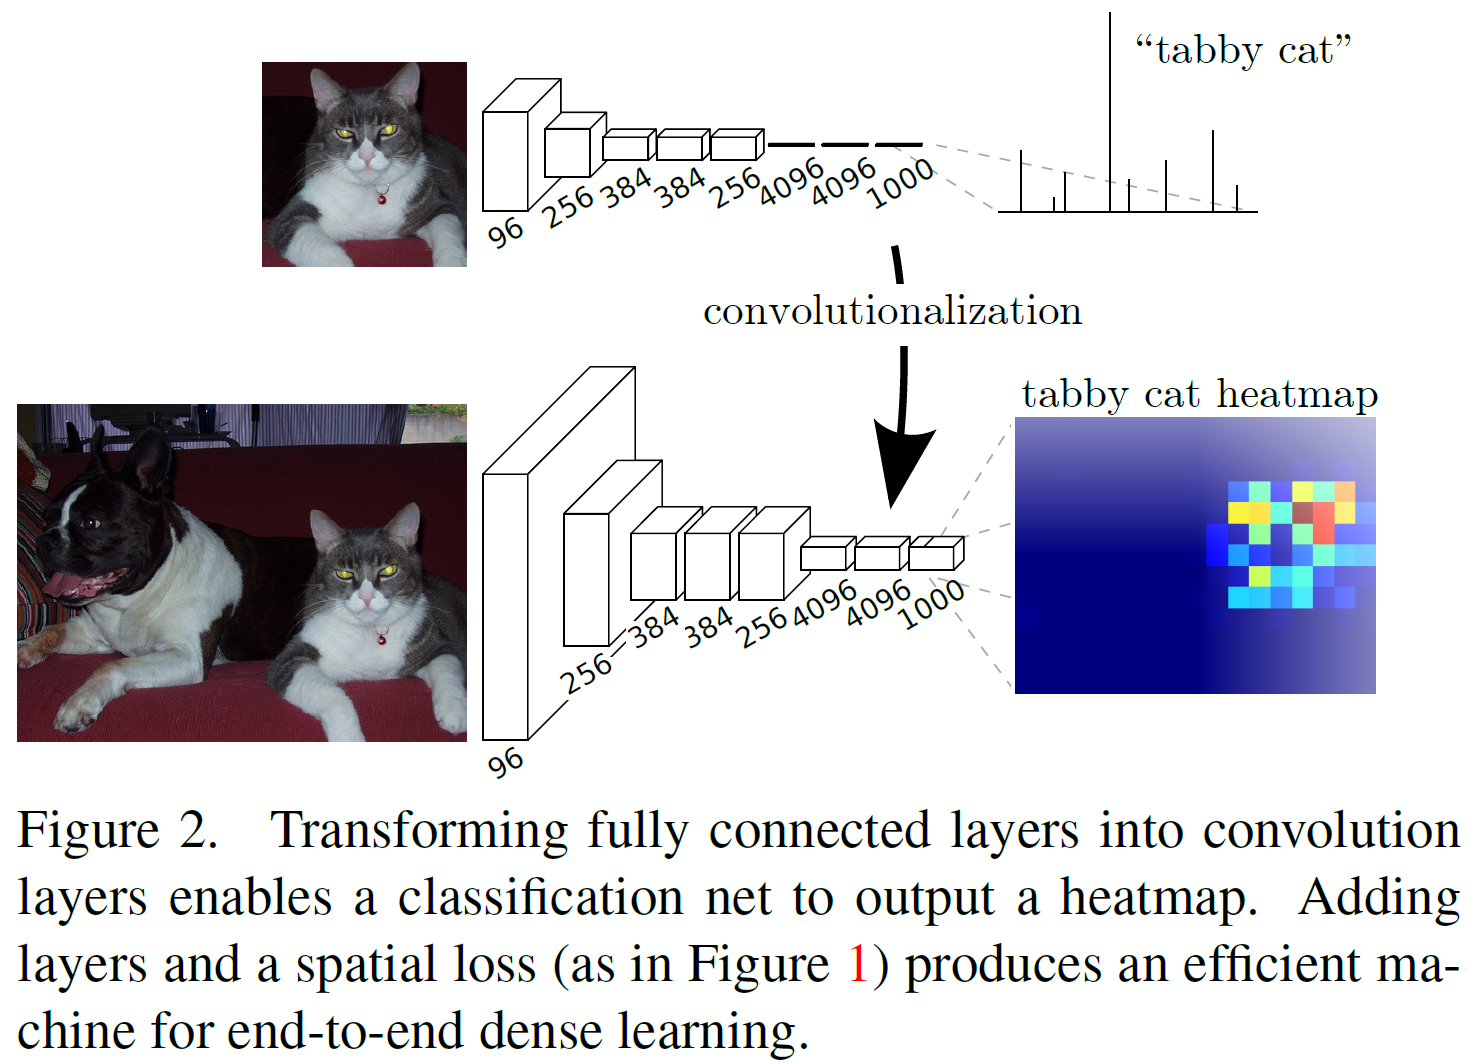 “tabby cat”
96
256
384
384
256
4096
4096
1000
convolutionalization
tabby cat heatmap
96
256
384
384
256
4096
4096
1000
Figure 2. Transforming fully connected layers into convolution
layers enables a classification net to output a heatmap. Adding
layers and a spatial loss (as in Figure 1) produces an efficient ma-
chine for end-to-end dense learning.